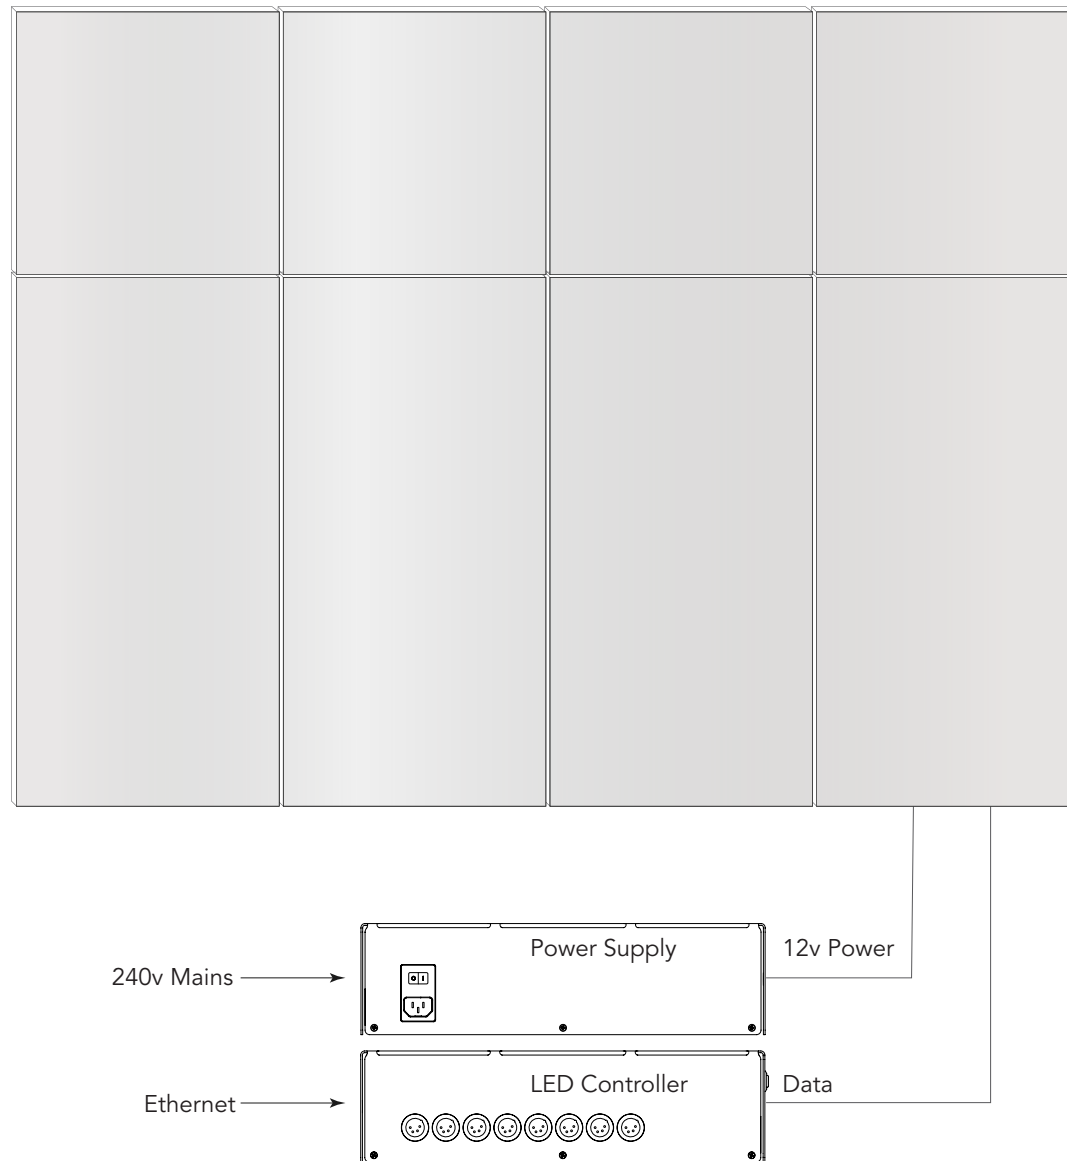 Power Supply
12v Power
240v Mains
LED Controller
Data
Ethernet